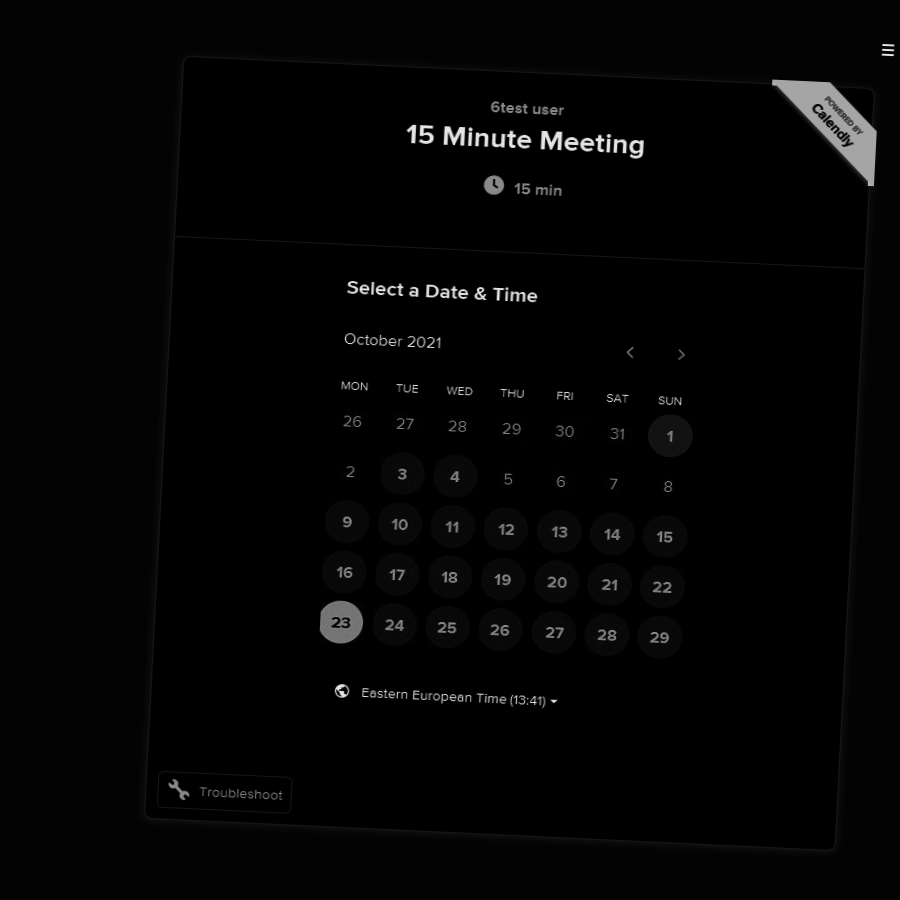 POWERED BY
Calendly
6test user
15 Minute Meeting
15 min
Select a Date & Time
October 2021
MON TUE WED THU FRI SAT SUN
26 27 28 29 30 31 1
2 3 4 5 6 7 8
9 10 11 12 13 14 15
16 17 18 19 20 21 22
23 24 25 26 27 28 29
Eastern European Time (13:41)
Troubleshoot